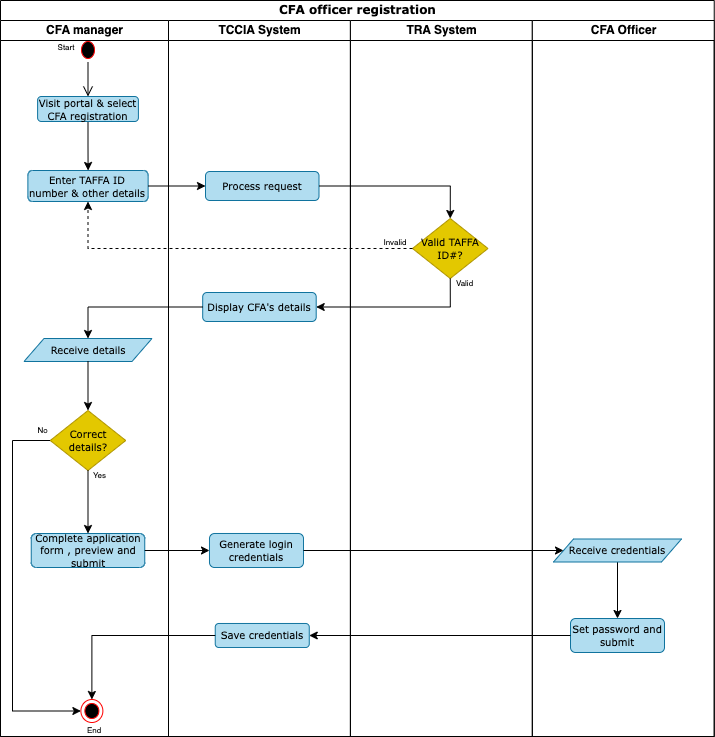 CFA officer registration
CFA manager
TCCIA System
TRA System
CFA Officer
Start
Visit portal & select
CFA registration
Enter TAFFA ID
number & other details
Process request
Invalid
Valid TAFFA
ID#?
Valid
Display CFA's details
Receive details
No
Correct
details?
Yes
Complete application
form , preview and
submit
Generate login
credentials
Receive credentials
Save credentials
Set password and
submit
End